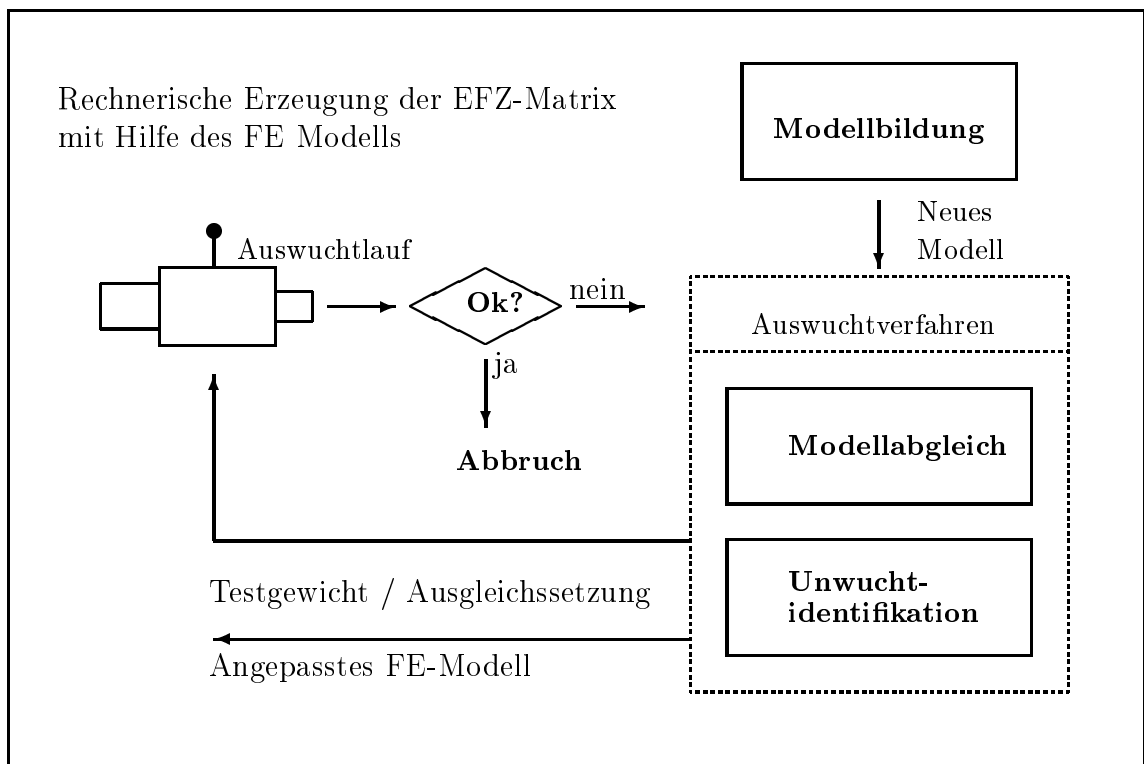 Rechnerische Erzeugung der EFZ-Matrix
mit Hilfe des FE Modells
Modellbildung
Neues
Modell
Auswuchtlauf
Ok?
nein
ja
Abbruch
Auswuchtverfahren
Modellabgleich
Unwucht-
identifikation
Testgewicht / Ausgleichssetzung
Angepasstes FE-Modell